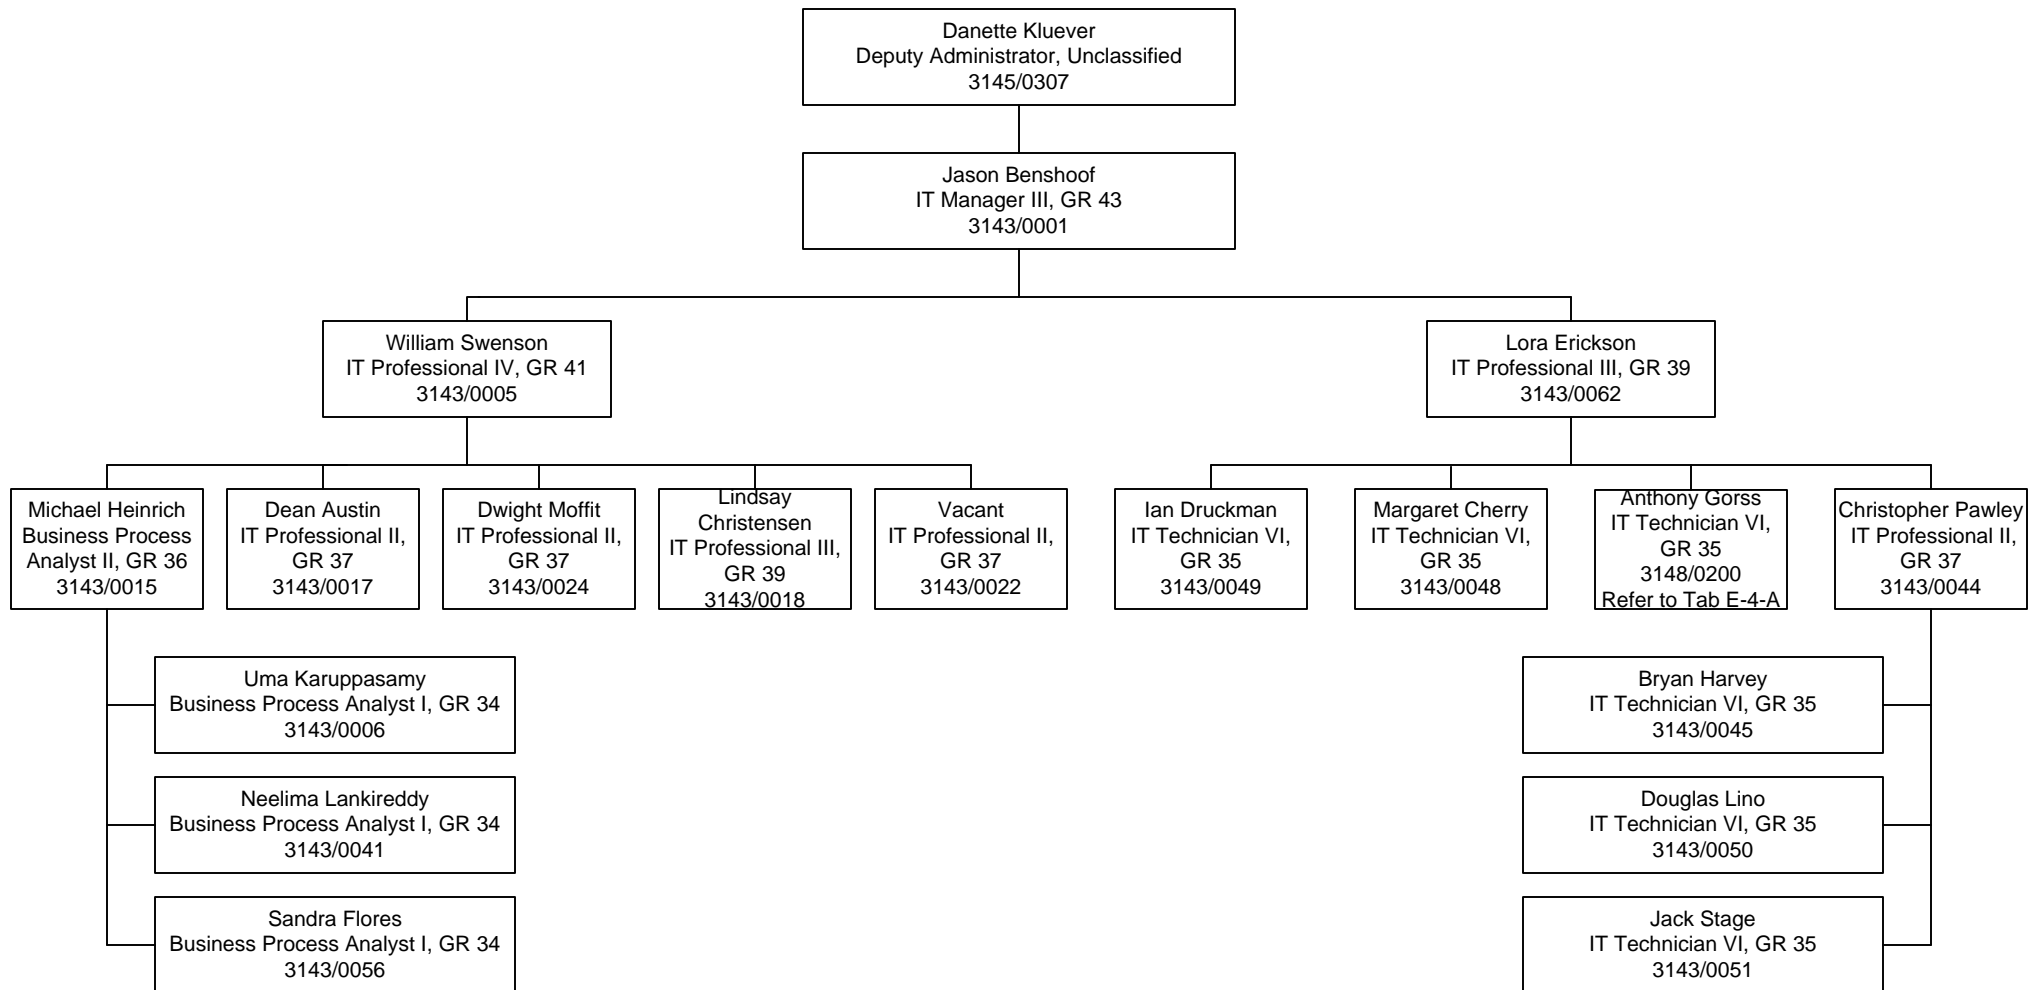 Danette Kluever
Deputy Administrator, Unclassified
3145/0307
Jason Benshoof
IT Manager III, GR 43
3143/0001
William Swenson
IT Professional IV, GR 41
3143/0005
Lora Erickson
IT Professional III, GR 39
3143/0062
Michael Heinrich
Business Process
Analyst II, GR 36
3143/0015
Dean Austin
IT Professional II,
GR 37
3143/0017
Dwight Moffit
IT Professional II,
GR 37
3143/0024
Lindsay
Christensen
IT Professional III,
GR 39
3143/0018
Vacant
IT Professional II,
GR 37
3143/0022
Ian Druckman
IT Technician VI,
GR 35
3143/0049
Margaret Cherry
IT Technician VI,
GR 35
3143/0048
Anthony Gorss
IT Technician VI,
GR 35
3148/0200
Refer to Tab E-4-A
Christopher Pawley
IT Professional II,
GR 37
3143/0044
Uma Karuppasamy
Business Process Analyst I, GR 34
3143/0006
Neelima Lankireddy
Business Process Analyst I, GR 34
3143/0041
Sandra Flores
Business Process Analyst I, GR 34
3143/0056
Bryan Harvey
IT Technician VI, GR 35
3143/0045
Douglas Lino
IT Technician VI, GR 35
3143/0050
Jack Stage
IT Technician VI, GR 35
3143/0051